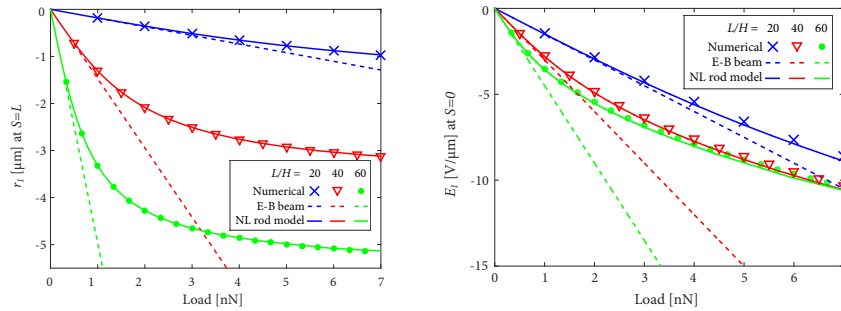 0
-1
-2
-3
-4
-5
r₁ [μm] at S=L
0 1 2 3 4 5 6 7
Load [nN]
L/H = 20 40 60
Numerical
E-B beam
NL rod model
0
-5
-10
-15
E₁ [V/μm] at S=0
0 1 2 3 4 5 6
Load [nN]
L/H = 20 40 60
Numerical
E-B beam
NL rod model